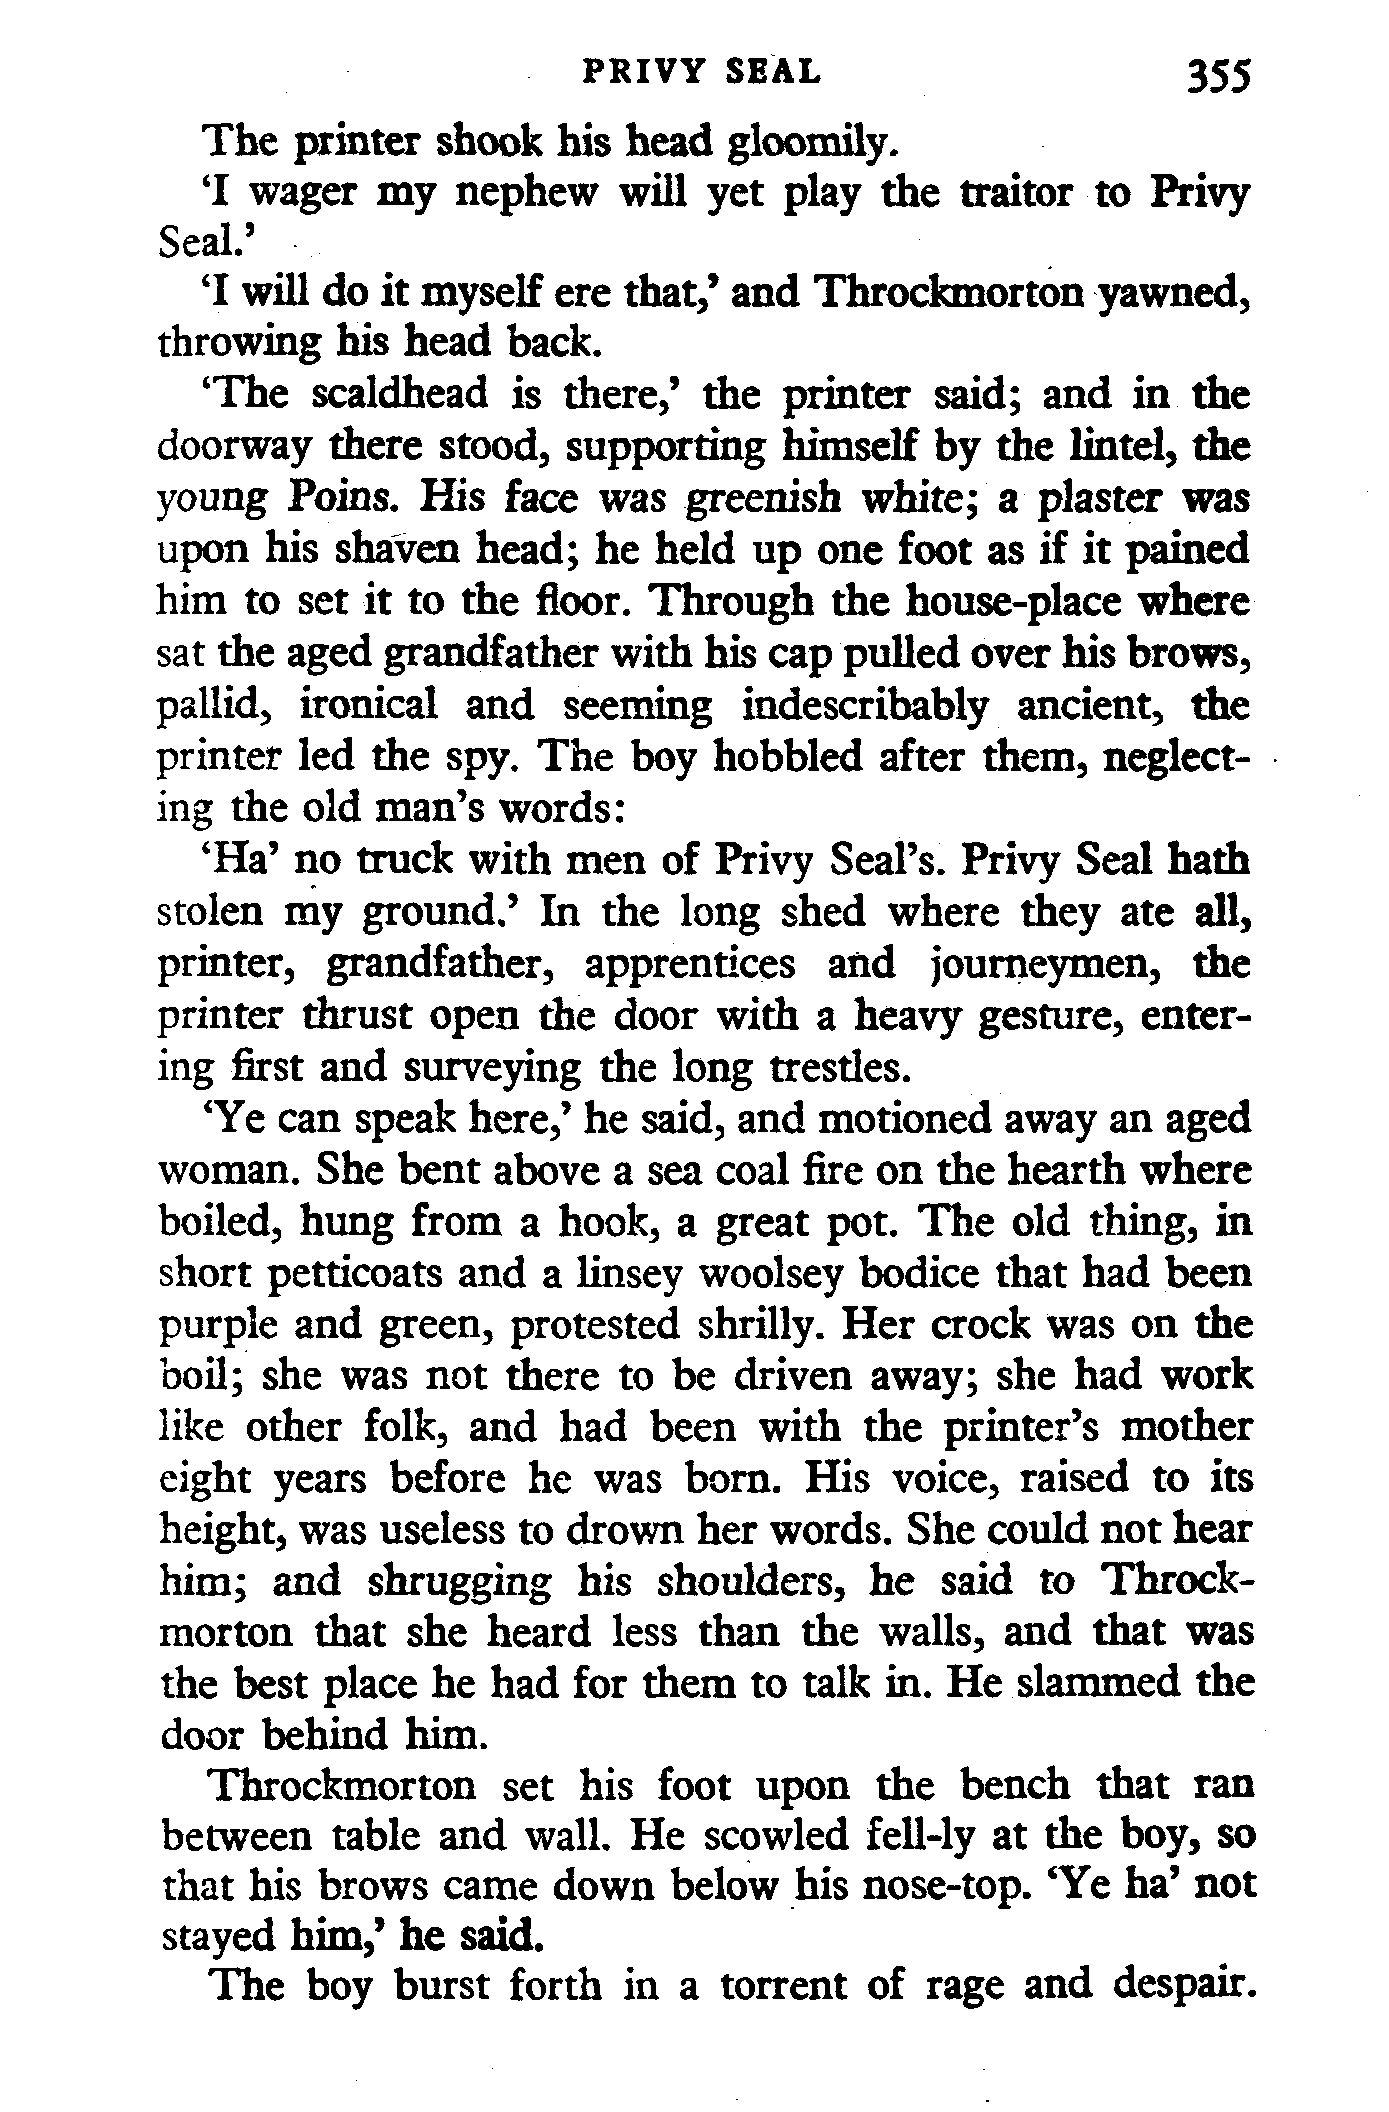 PRIVY SEAL 355
The printer shook his head gloomily.
‘I wager my nephew will yet play the traitor to Privy
Seal.’
‘I will do it myself ere that,’ and Throckmorton yawned,
throwing his head back.
‘The scaldhead is there,’ the printer said; and in the
doorway there stood, supporting himself by the lintel, the
young Poins. His face was greenish white; a plaster was
upon his shaven head; he held up one foot as if it pained
him to set it to the floor. Through the house-place where
sat the aged grandfather with his cap pulled over his brows,
pallid, ironical and seeming indescribably ancient, the
printer led the spy. The boy hobbled after them, neglect-
ing the old man’s words:
‘Ha’ no truck with men of Privy Seal’s. Privy Seal hath
stolen my ground.’ In the long shed where they ate all,
printer, grandfather, apprentices and journeymen, the
printer thrust open the door with a heavy gesture, enter-
ing first and surveying the long trestles.
‘Ye can speak here,’ he said, and motioned away an aged
woman. She bent above a sea coal fire on the hearth where
boiled, hung from a hook, a great pot. The old thing, in
short petticoats and a linsey woolsey bodice that had been
purple and green, protested shrilly. Her crock was on the
boil; she was not there to be driven away; she had work
like other folk, and had been with the printer’s mother
eight years before he was born. His voice, raised to its
height, was useless to drown her words. She could not hear
him; and shrugging his shoulders, he said to Throck-
morton that she heard less than the walls, and that was
the best place he had for them to talk in. He slammed the
door behind him.
Throckmorton set his foot upon the bench that ran
between table and wall. He scowled fell-ly at the boy, so
that his brows came down below his nose-top. ‘Ye ha’ not
stayed him,’ he said.
The boy burst forth in a torrent of rage and despair.